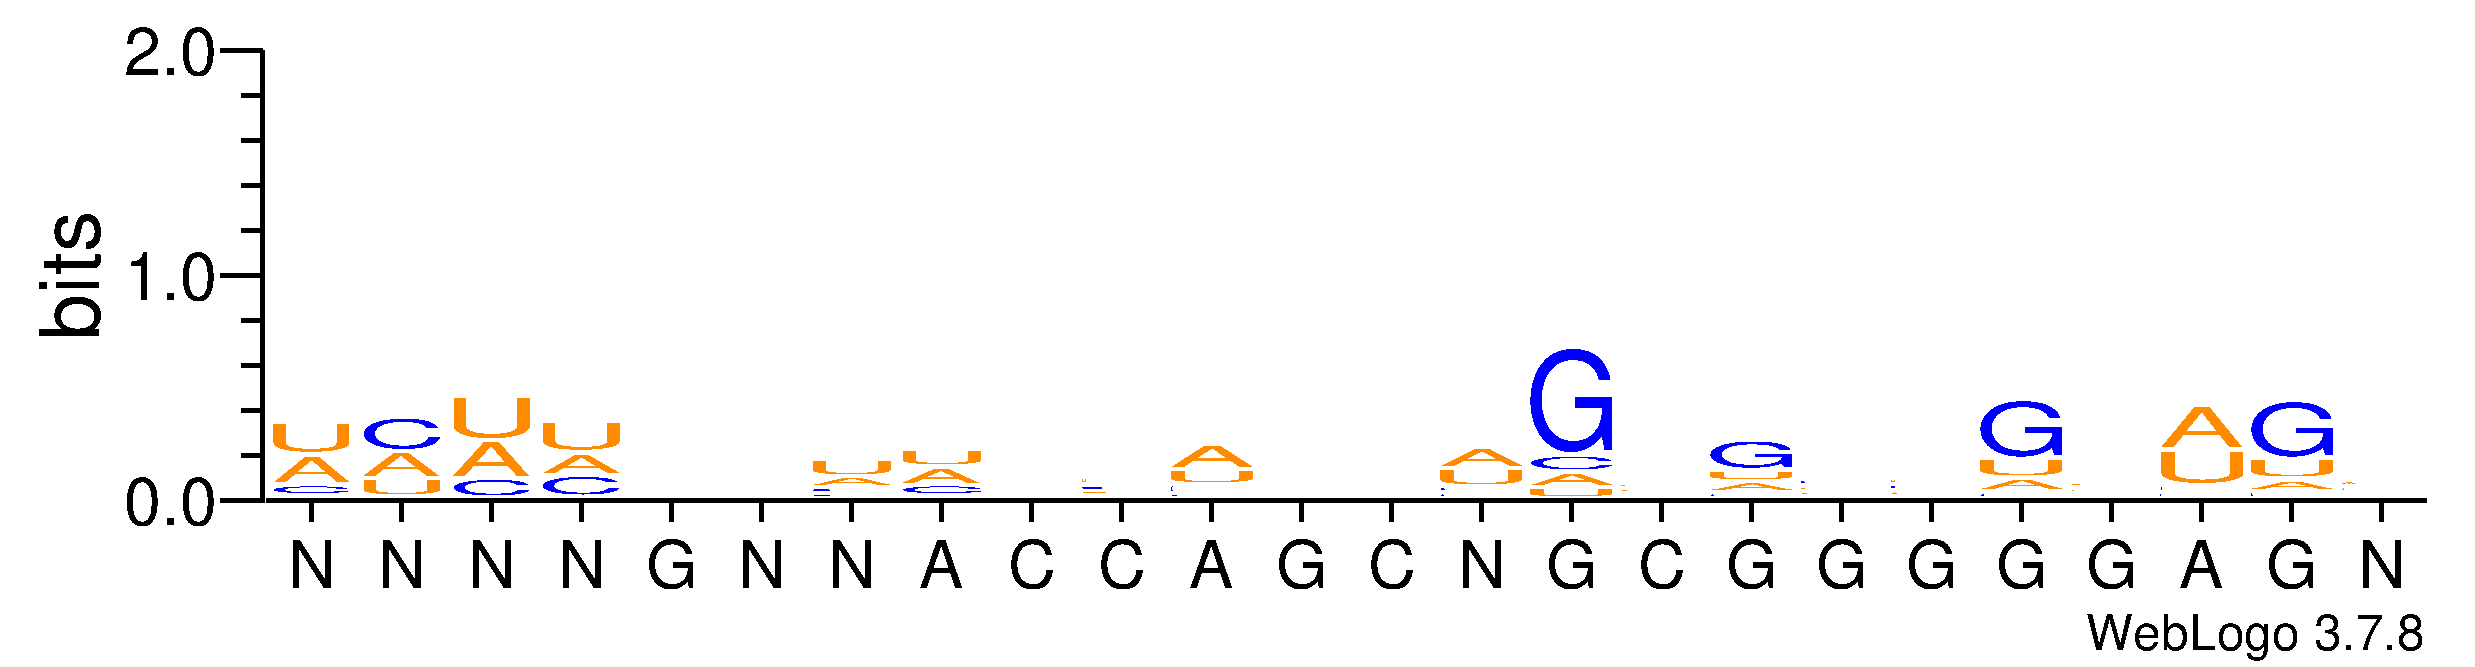 2.0
1.0
0.0
bits
U C U U U U A A G G G A G
A A A A A A U U C U U U U
C U C C C A A A A
U
N N N N G N N A C C A G C N G C G G G G G A G N
WebLogo 3.7.8